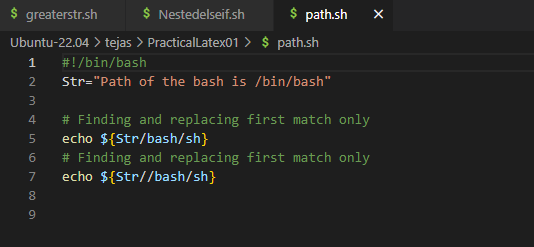 $ greaterstr.sh $ Nestedelseif.sh $ path.sh ×
Ubuntu-22.04 > tejas > PracticalLatex01 > $ path.sh
1 #!/bin/bash
2 Str="Path of the bash is /bin/bash"
3
4 # Finding and replacing first match only
5 echo ${Str/bash/sh}
6 # Finding and replacing first match only
7 echo ${Str//bash/sh}
8
9